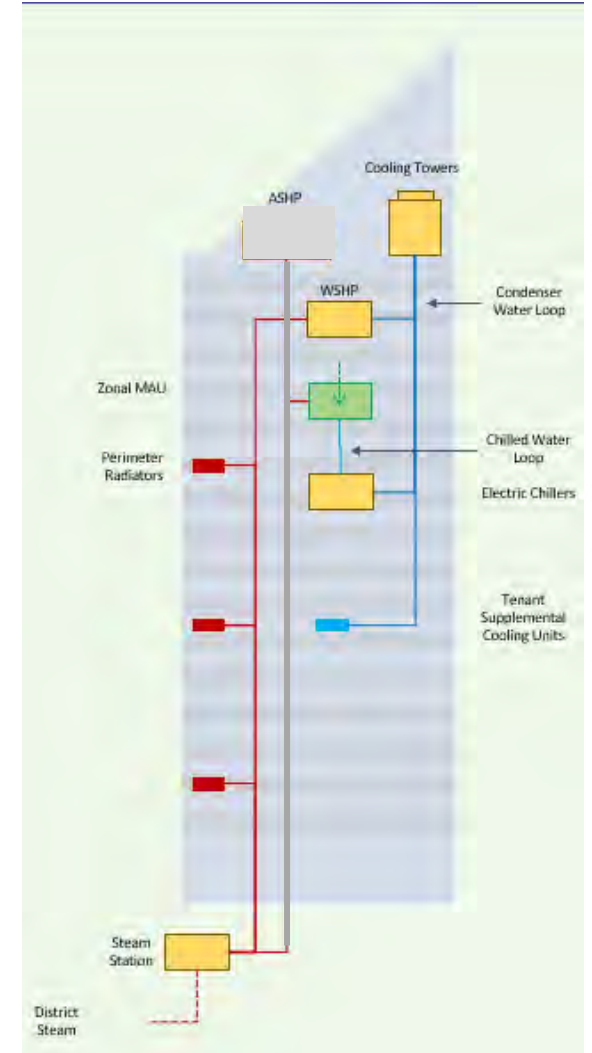 Cooling Towers
ASHP
WSHP
Condenser
Water Loop
Zonal MAU
Chilled Water
Loop
Perimeter
Radiators
Electric Chillers
Tenant
Supplemental
Cooling Units
Steam
Station
District
Steam